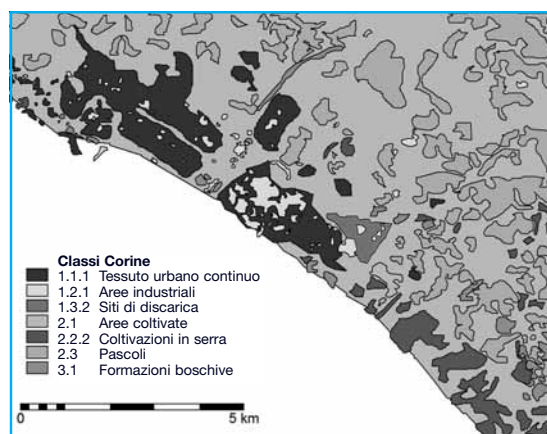 Classi Corine
1.1.1 Tessuto urbano continuo
1.2.1 Aree industriali
1.3.2 Siti di discarica
2.1 Aree coltivate
2.2.2 Coltivazioni in serra
2.3 Pascoli
3.1 Formazioni boschive
0 5 km